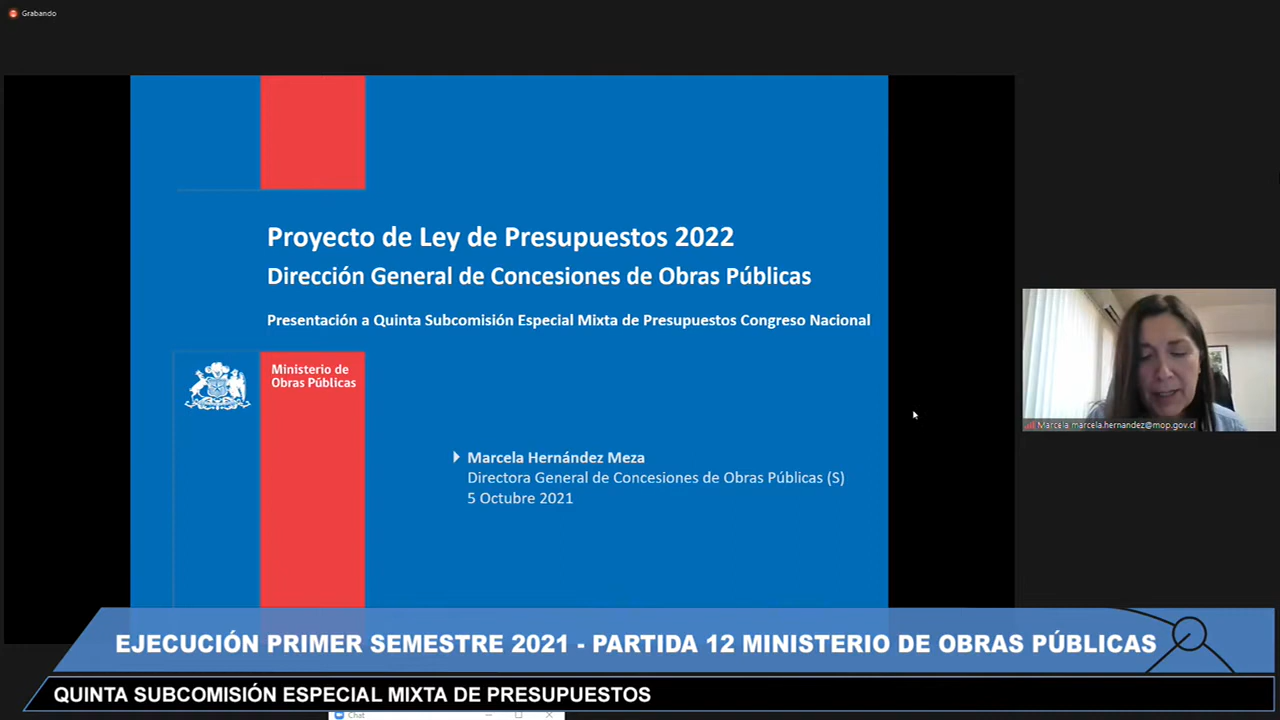 Grabando
Proyecto de Ley de Presupuestos 2022
Dirección General de Concesiones de Obras Públicas
Presentación a Quinta Subcomisión Especial Mixta de Presupuestos Congreso Nacional
Ministerio de
Obras Públicas
Marcela marcela.hernandez@mop.gov.cl
Marcela Hernández Meza
Directora General de Concesiones de Obras Públicas (S)
5 Octubre 2021
EJECUCIÓN PRIMER SEMESTRE 2021 - PARTIDA 12 MINISTERIO DE OBRAS PÚBLICAS
QUINTA SUBCOMISIÓN ESPECIAL MIXTA DE PRESUPUESTOS
Chat